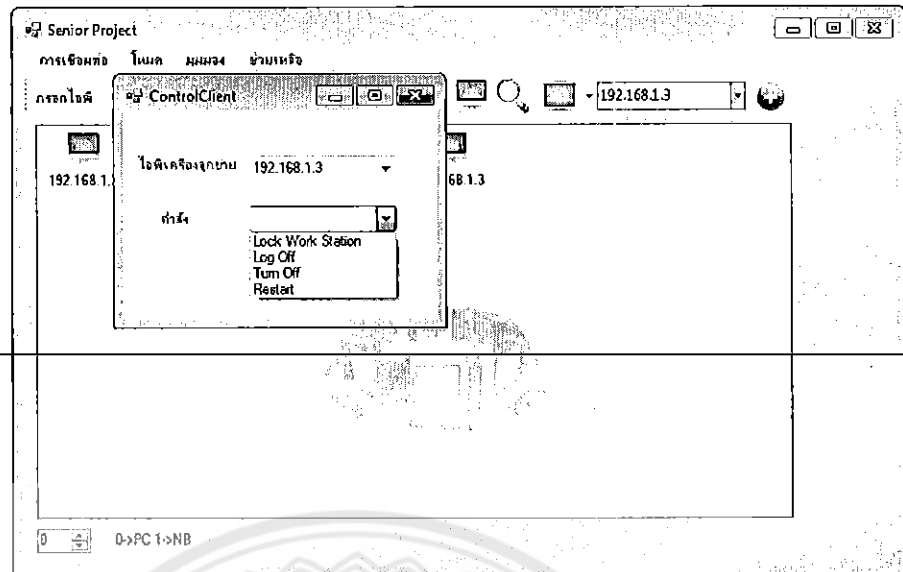 Senior Project
การเชื่อมต่อ โหมด มุมมอง ช่วยเหลือ
กรอกไอพี
192.168.1.3
ControlClient
192.168.1.
68.1.3
ไอพีเครื่องลูกข่าย 192.168.1.3
คำสั่ง
Lock Work Station
Log Off
Turn Off
Restart
0 0->PC 1->NB